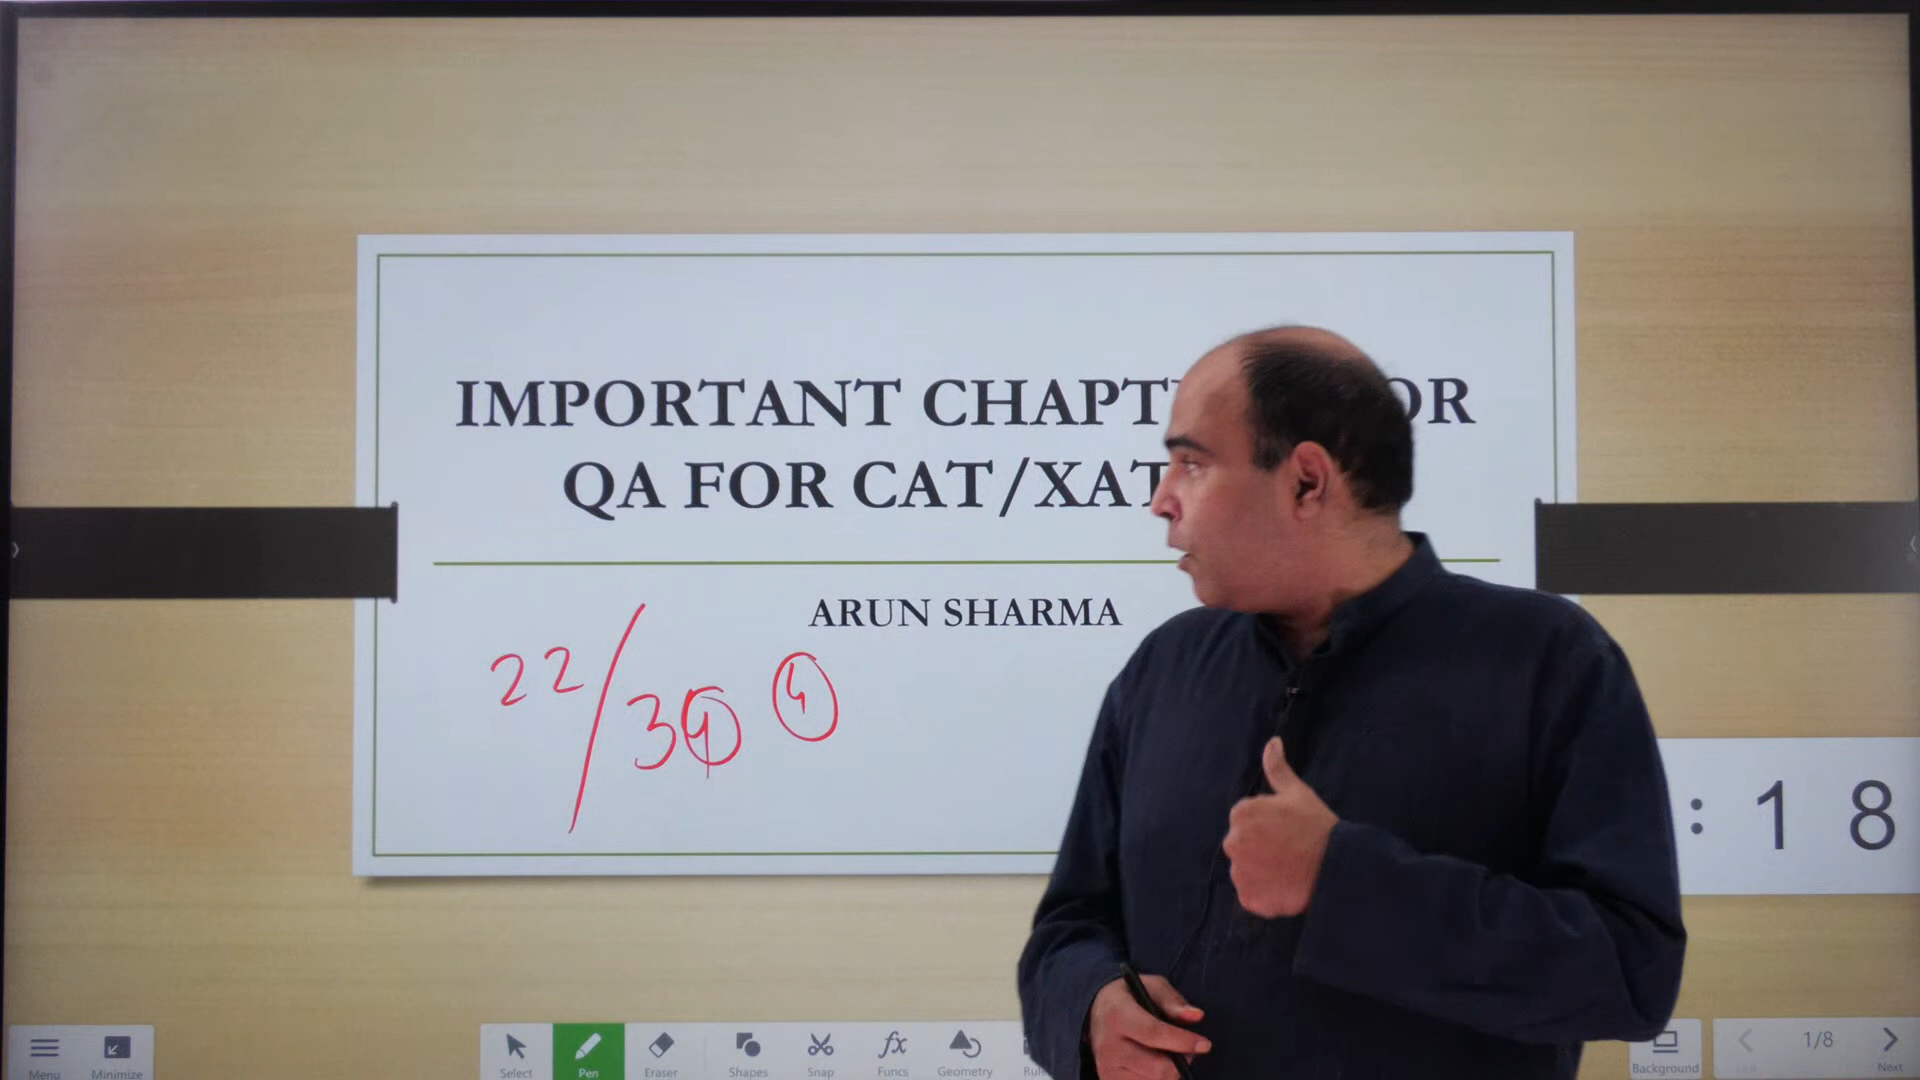 IMPORTANT CHAPT OR
QA FOR CAT/XAT
ARUN SHARMA
22/34 4
: 1 8
Menu Minimize Select Pen Eraser Shapes Snap Funcs Geometry Background 1/8 Next